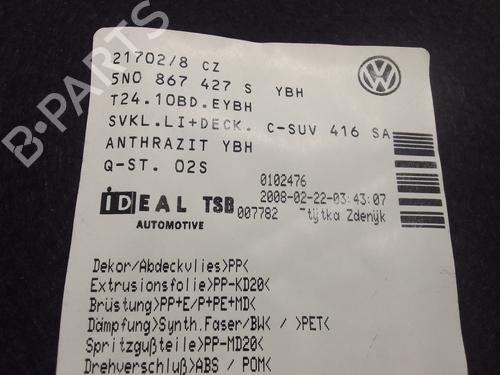 21702/8 CZ
5N0 867 427 S YBH
T24.10BD.EYBH
SVKL.LI+DECK. C-SUV 416 SA
ANTHRAZIT YBH
Q-ST. 02S
0102476
IDEAL TSB 2008-02-22-03:43:07
007782 Ztýtka Zdenýk
AUTOMOTIVE
Dekor/Abdeckvlies>PP<
Extrusionsfolie>PP-KD20<
Brüstung>PP+E/P+PE+MD<
Dämpfung>Synth.Faser/BW< / >PET<
Spritzgußteile>PP-MD20<
Drehverschluß>ABS / POM<
B-PARTS